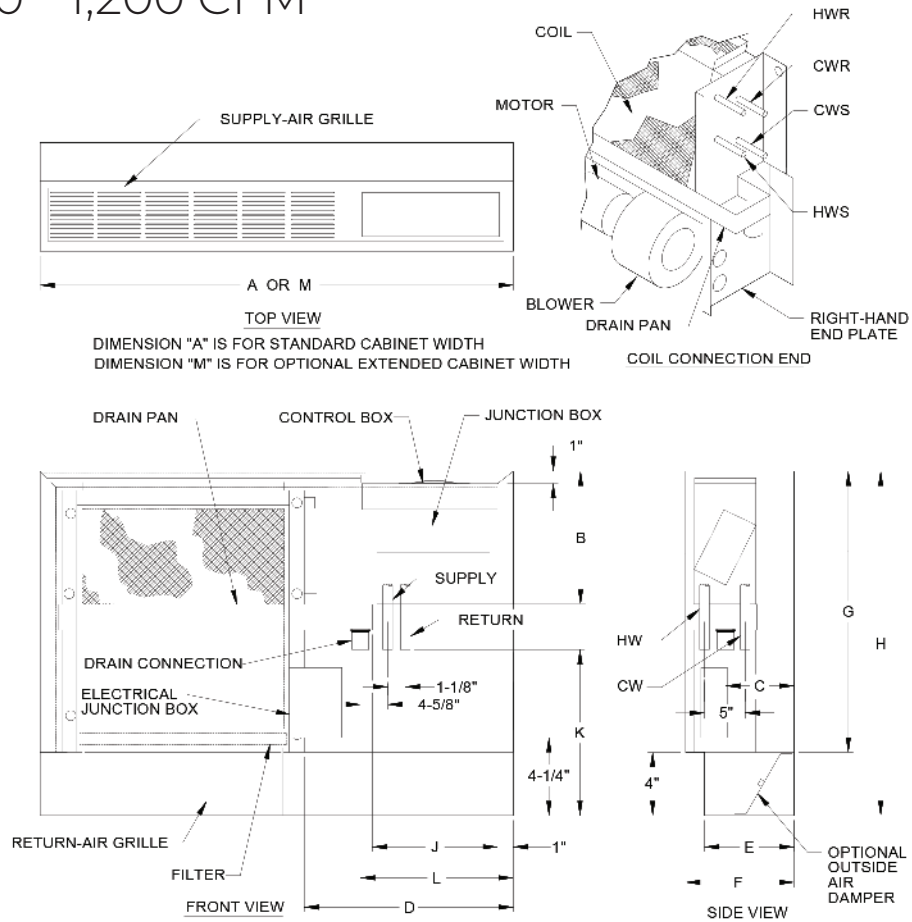 1,200 CFM
SUPPLY-AIR GRILLE
A OR M
TOP VIEW
DIMENSION "A" IS FOR STANDARD CABINET WIDTH
DIMENSION "M" IS FOR OPTIONAL EXTENDED CABINET WIDTH
HWR
COIL
CWR
MOTOR
CWS
HWS
BLOWER
DRAIN PAN
RIGHT-HAND
END PLATE
COIL CONNECTION END
DRAIN PAN
CONTROL BOX
JUNCTION BOX
1"
B
SUPPLY
RETURN
DRAIN CONNECTION
ELECTRICAL
JUNCTION BOX
1-1/8"
4-5/8"
K
4-1/4"
RETURN-AIR GRILLE
J
1"
L
FILTER
D
FRONT VIEW
G
H
HW
CW
C
5"
4"
E
F
OPTIONAL
OUTSIDE
AIR
DAMPER
SIDE VIEW